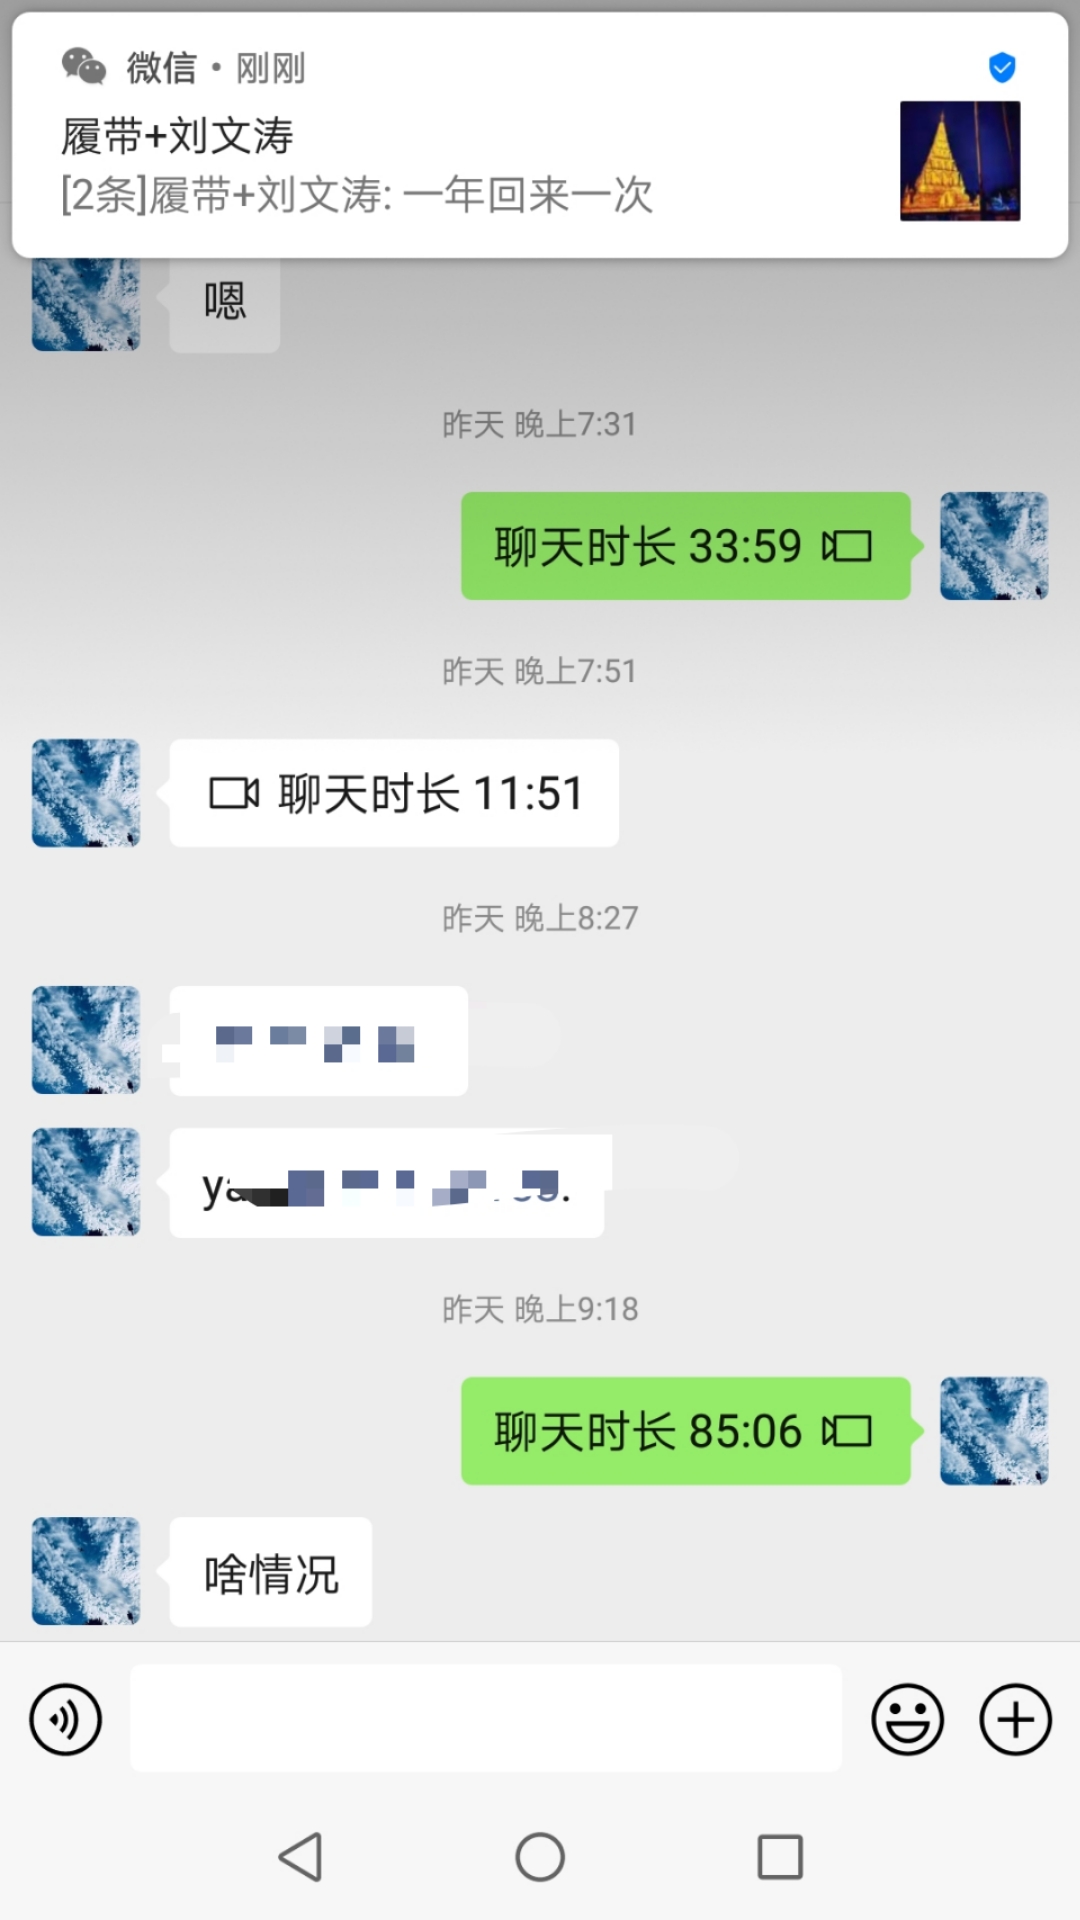 微信 • 刚刚
履带+刘文涛
[2条]履带+刘文涛: 一年回来一次
嗯
昨天 晚上7:31
聊天时长 33:59
昨天 晚上7:51
聊天时长 11:51
昨天 晚上8:27
昨天 晚上9:18
聊天时长 85:06
啥情况